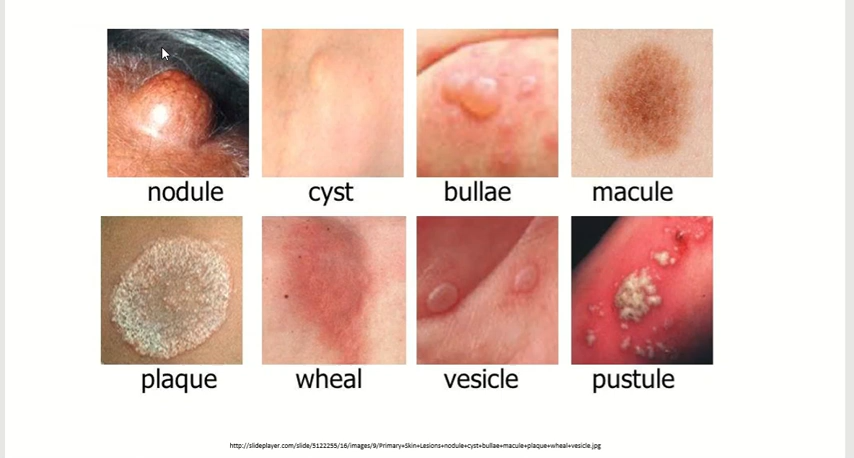 nodule cyst bullae macule
plaque wheal vesicle pustule
http://slideplayer.com/slide/5122255/16/images/9/Primary+Skin+Lesions+nodule+cyst+bullae+macule+plaque+wheal+vesicle.jpg